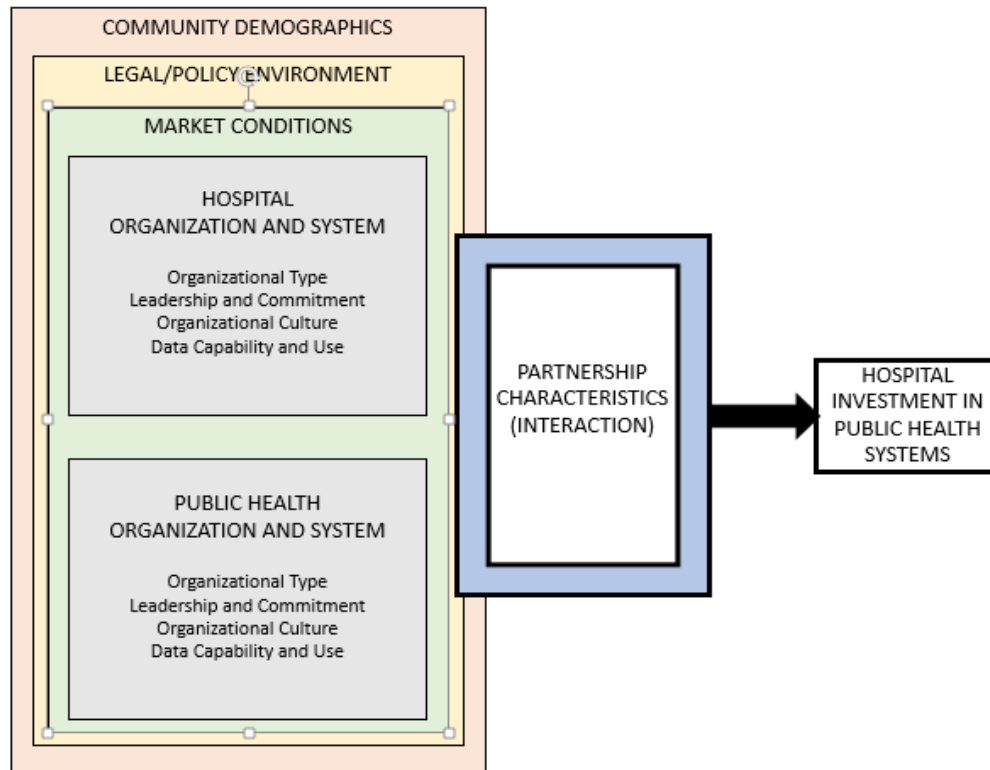 COMMUNITY DEMOGRAPHICS
LEGAL/POLICY ENVIRONMENT
MARKET CONDITIONS
HOSPITAL
ORGANIZATION AND SYSTEM
Organizational Type
Leadership and Commitment
Organizational Culture
Data Capability and Use
PUBLIC HEALTH
ORGANIZATION AND SYSTEM
Organizational Type
Leadership and Commitment
Organizational Culture
Data Capability and Use
PARTNERSHIP
CHARACTERISTICS
(INTERACTION)
HOSPITAL
INVESTMENT IN
PUBLIC HEALTH
SYSTEMS